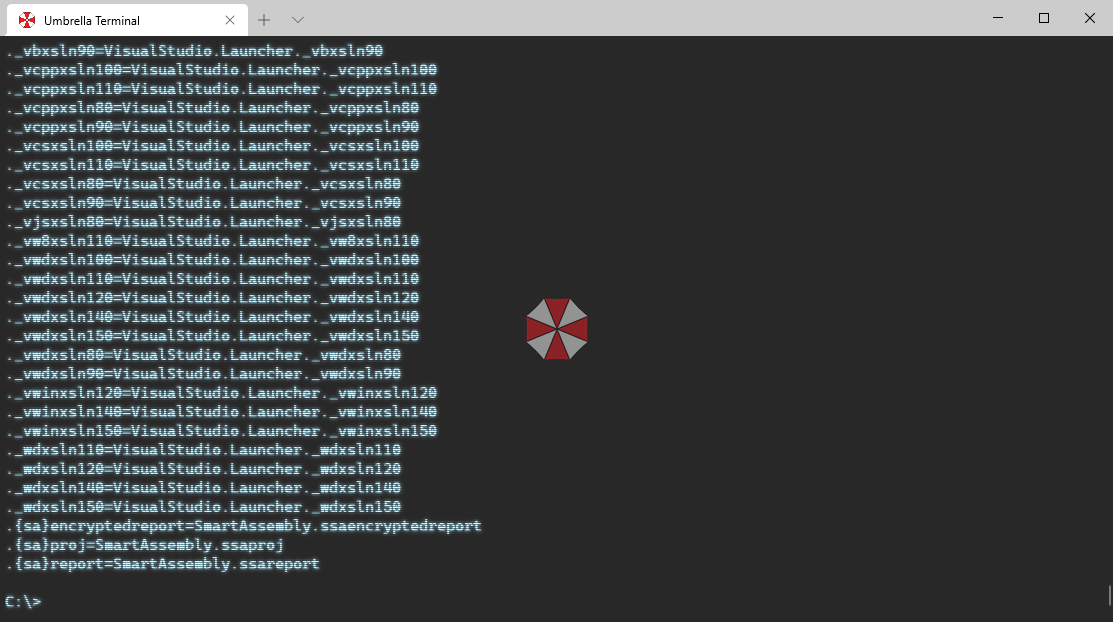 Umbrella Terminal
._vbxsln90=VisualStudio.Launcher._vbxsln90
._vcppxsln100=VisualStudio.Launcher._vcppxsln100
._vcppxsln110=VisualStudio.Launcher._vcppxsln110
._vcppxsln80=VisualStudio.Launcher._vcppxsln80
._vcppxsln90=VisualStudio.Launcher._vcppxsln90
._vcsxsln100=VisualStudio.Launcher._vcsxsln100
._vcsxsln110=VisualStudio.Launcher._vcsxsln110
._vcsxsln80=VisualStudio.Launcher._vcsxsln80
._vcsxsln90=VisualStudio.Launcher._vcsxsln90
._vjsxsln80=VisualStudio.Launcher._vjsxsln80
._vw8xsln110=VisualStudio.Launcher._vw8xsln110
._vwdxsln100=VisualStudio.Launcher._vwdxsln100
._vwdxsln110=VisualStudio.Launcher._vwdxsln110
._vwdxsln120=VisualStudio.Launcher._vwdxsln120
._vwdxsln140=VisualStudio.Launcher._vwdxsln140
._vwdxsln150=VisualStudio.Launcher._vwdxsln150
._vwdxsln80=VisualStudio.Launcher._vwdxsln80
._vwdxsln90=VisualStudio.Launcher._vwdxsln90
._vwinxsln120=VisualStudio.Launcher._vwinxsln120
._vwinxsln140=VisualStudio.Launcher._vwinxsln140
._vwinxsln150=VisualStudio.Launcher._vwinxsln150
._wdxsln110=VisualStudio.Launcher._wdxsln110
._wdxsln120=VisualStudio.Launcher._wdxsln120
._wdxsln140=VisualStudio.Launcher._wdxsln140
._wdxsln150=VisualStudio.Launcher._wdxsln150
.{sa}encryptedreport=SmartAssembly.ssaencryptedreport
.{sa}proj=SmartAssembly.ssaproj
.{sa}report=SmartAssembly.ssareport
C:\>